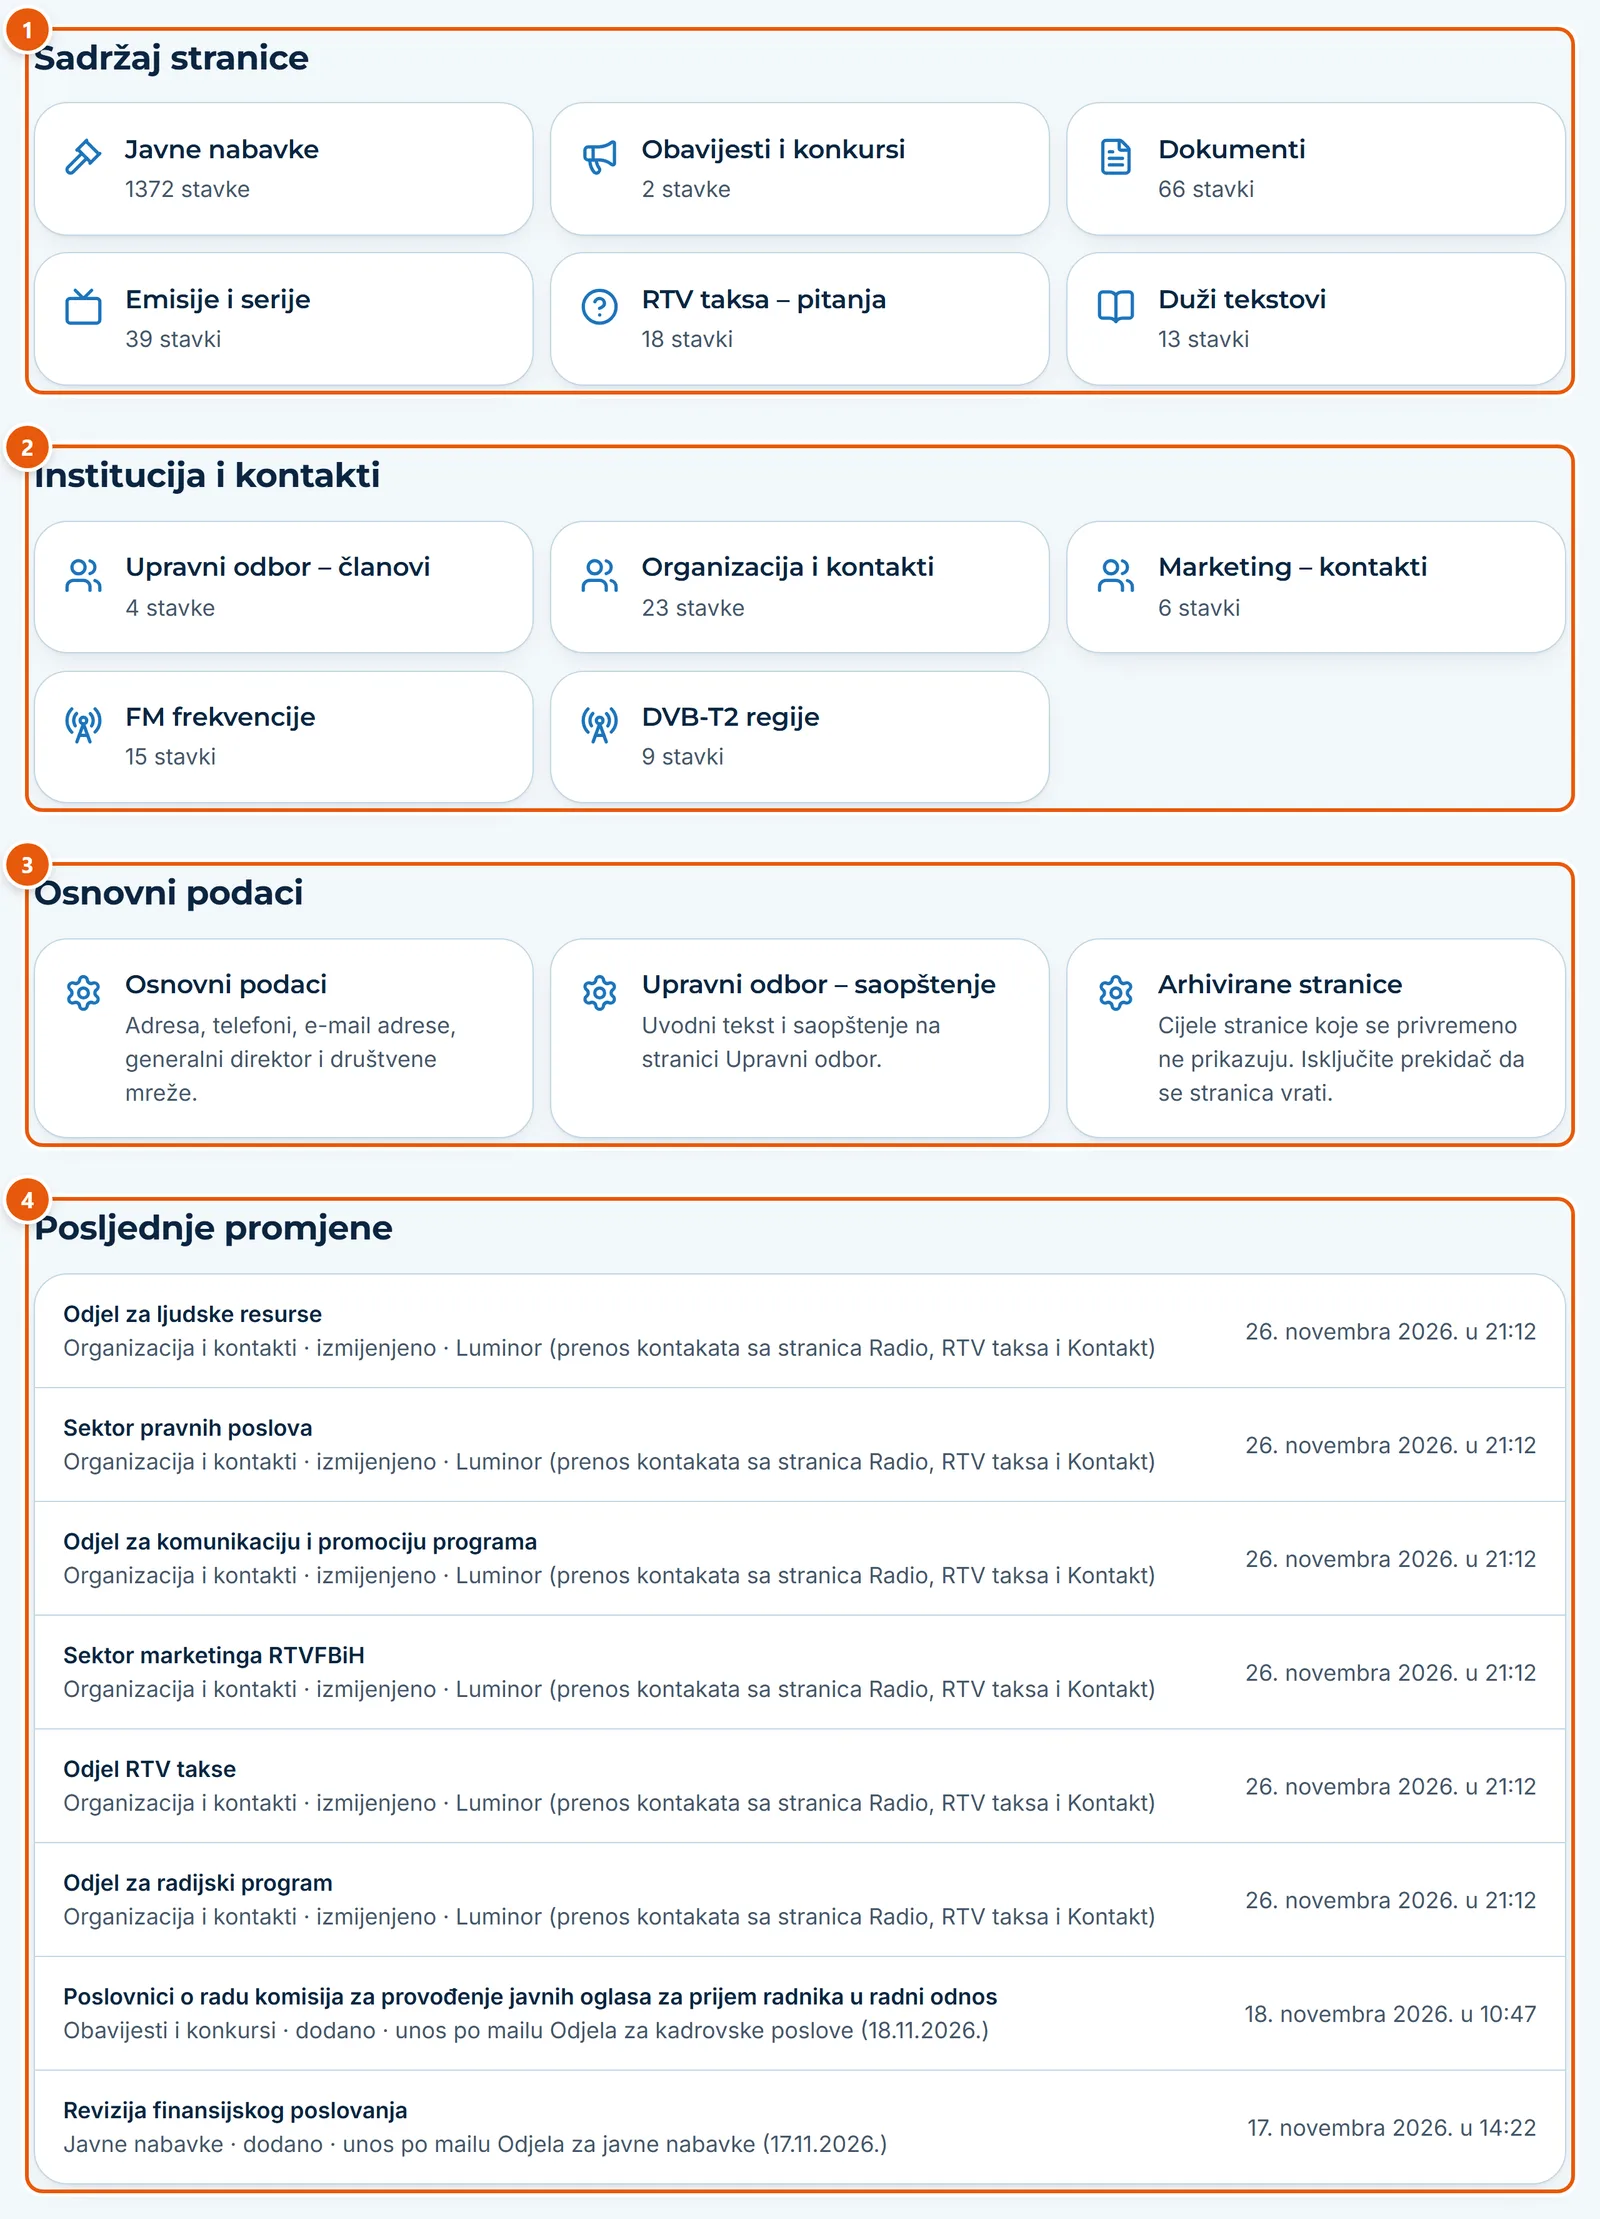 1
Sadržaj stranice
Javne nabavke
1372 stavke
Obavijesti i konkursi
2 stavke
Dokumenti
66 stavki
Emisije i serije
39 stavki
RTV taksa – pitanja
18 stavki
Duži tekstovi
13 stavki
2
Institucija i kontakti
Upravni odbor – članovi
4 stavke
Organizacija i kontakti
23 stavke
Marketing – kontakti
6 stavki
FM frekvencije
15 stavki
DVB-T2 regije
9 stavki
3
Osnovni podaci
Osnovni podaci
Adresa, telefoni, e-mail adrese,
generalni direktor i društvene
mreže.
Upravni odbor – saopštenje
Uvodni tekst i saopštenje na
stranici Upravni odbor.
Arhivirane stranice
Cijele stranice koje se privremeno
ne prikazuju. Isključite prekidač da
se stranica vrati.
4
Posljednje promjene
Odjel za ljudske resurse
Organizacija i kontakti · izmijenjeno · Luminor (prenos kontakata sa stranica Radio, RTV taksa i Kontakt)
26. novembra 2026. u 21:12
Sektor pravnih poslova
Organizacija i kontakti · izmijenjeno · Luminor (prenos kontakata sa stranica Radio, RTV taksa i Kontakt)
26. novembra 2026. u 21:12
Odjel za komunikaciju i promociju programa
Organizacija i kontakti · izmijenjeno · Luminor (prenos kontakata sa stranica Radio, RTV taksa i Kontakt)
26. novembra 2026. u 21:12
Sektor marketinga RTVFBiH
Organizacija i kontakti · izmijenjeno · Luminor (prenos kontakata sa stranica Radio, RTV taksa i Kontakt)
26. novembra 2026. u 21:12
Odjel RTV takse
Organizacija i kontakti · izmijenjeno · Luminor (prenos kontakata sa stranica Radio, RTV taksa i Kontakt)
26. novembra 2026. u 21:12
Odjel za radijski program
Organizacija i kontakti · izmijenjeno · Luminor (prenos kontakata sa stranica Radio, RTV taksa i Kontakt)
26. novembra 2026. u 21:12
Poslovnici o radu komisija za provođenje javnih oglasa za prijem radnika u radni odnos
Obavijesti i konkursi · dodano · unos po mailu Odjela za kadrovske poslove (18.11.2026.)
18. novembra 2026. u 10:47
Revizija finansijskog poslovanja
Javne nabavke · dodano · unos po mailu Odjela za javne nabavke (17.11.2026.)
17. novembra 2026. u 14:22